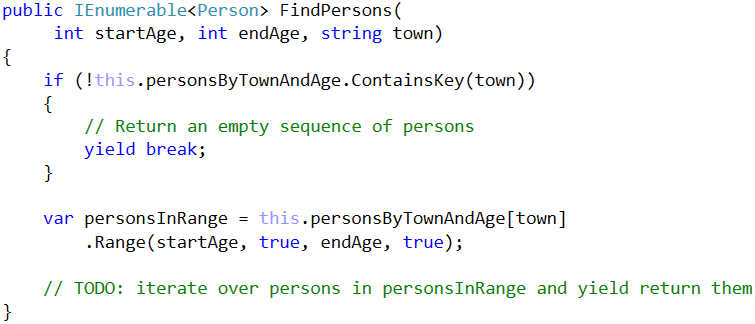 public IEnumerable<Person> FindPersons(
int startAge, int endAge, string town)
{
if (!this.personsByTownAndAge.ContainsKey(town))
{
// Return an empty sequence of persons
yield break;
}
var personsInRange = this.personsByTownAndAge[town]
.Range(startAge, true, endAge, true);
// TODO: iterate over persons in personsInRange and yield return them
}